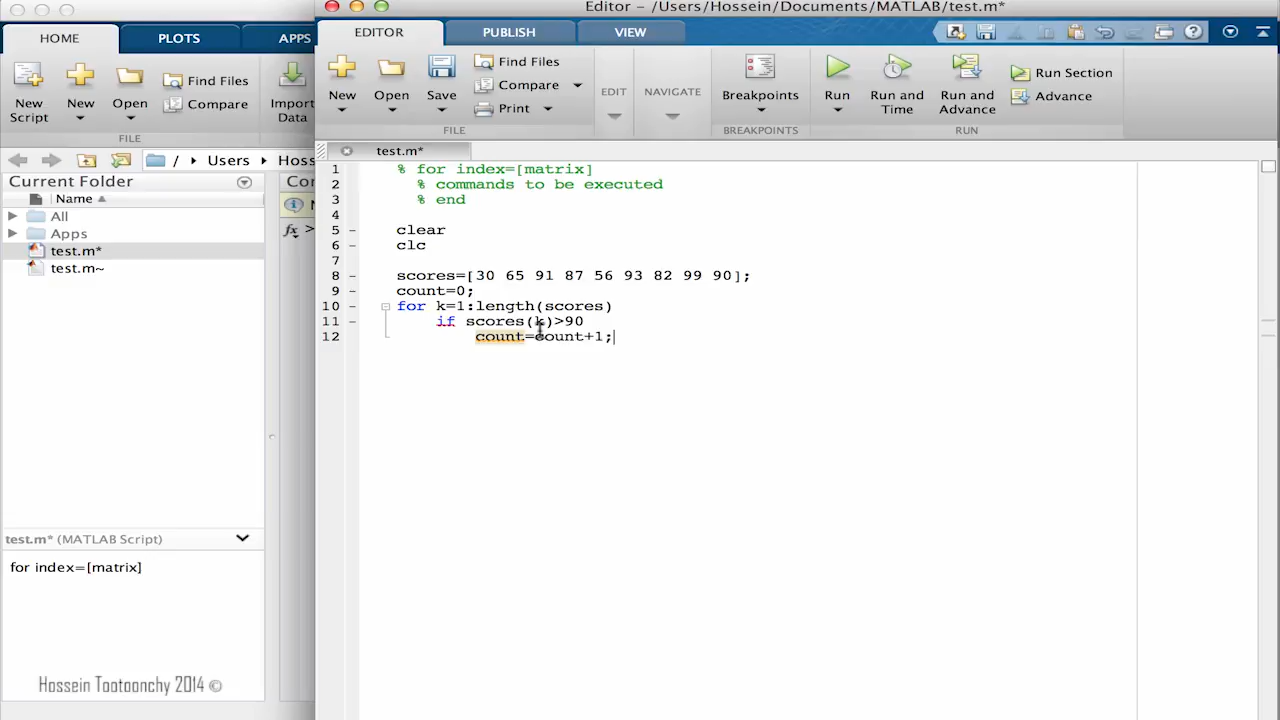 Editor – /Users/Hossein/Documents/MATLAB/test.m*
HOME PLOTS APPS
EDITOR PUBLISH VIEW
New Script
New
Open
Find Files
Compare
Import Data
FILE
New
Open
Save
Find Files
Compare
Print
FILE
EDIT
NAVIGATE
Breakpoints
BREAKPOINTS
Run
Run and Time
Run and Advance
Run Section
Advance
RUN
/ Users Hoss
Current Folder
Name
All
Apps
test.m*
test.m~
test.m* (MATLAB Script)
for index=[matrix]
Hossein Tootoonchy 2014 ©
Co
fx >
test.m*
1 % for index=[matrix]
2 % commands to be executed
3 % end
4
5 – clear
6 – clc
7
8 – scores=[30 65 91 87 56 93 82 99 90];
9 – count=0;
10 – for k=1:length(scores)
11 – if scores(k)>90
12 count=count+1;